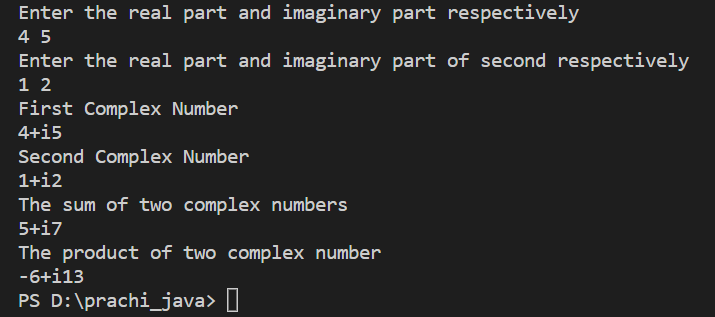 Enter the real part and imaginary part respectively
4 5
Enter the real part and imaginary part of second respectively
1 2
First Complex Number
4+i5
Second Complex Number
1+i2
The sum of two complex numbers
5+i7
The product of two complex number
-6+i13
PS D:\prachi_java>